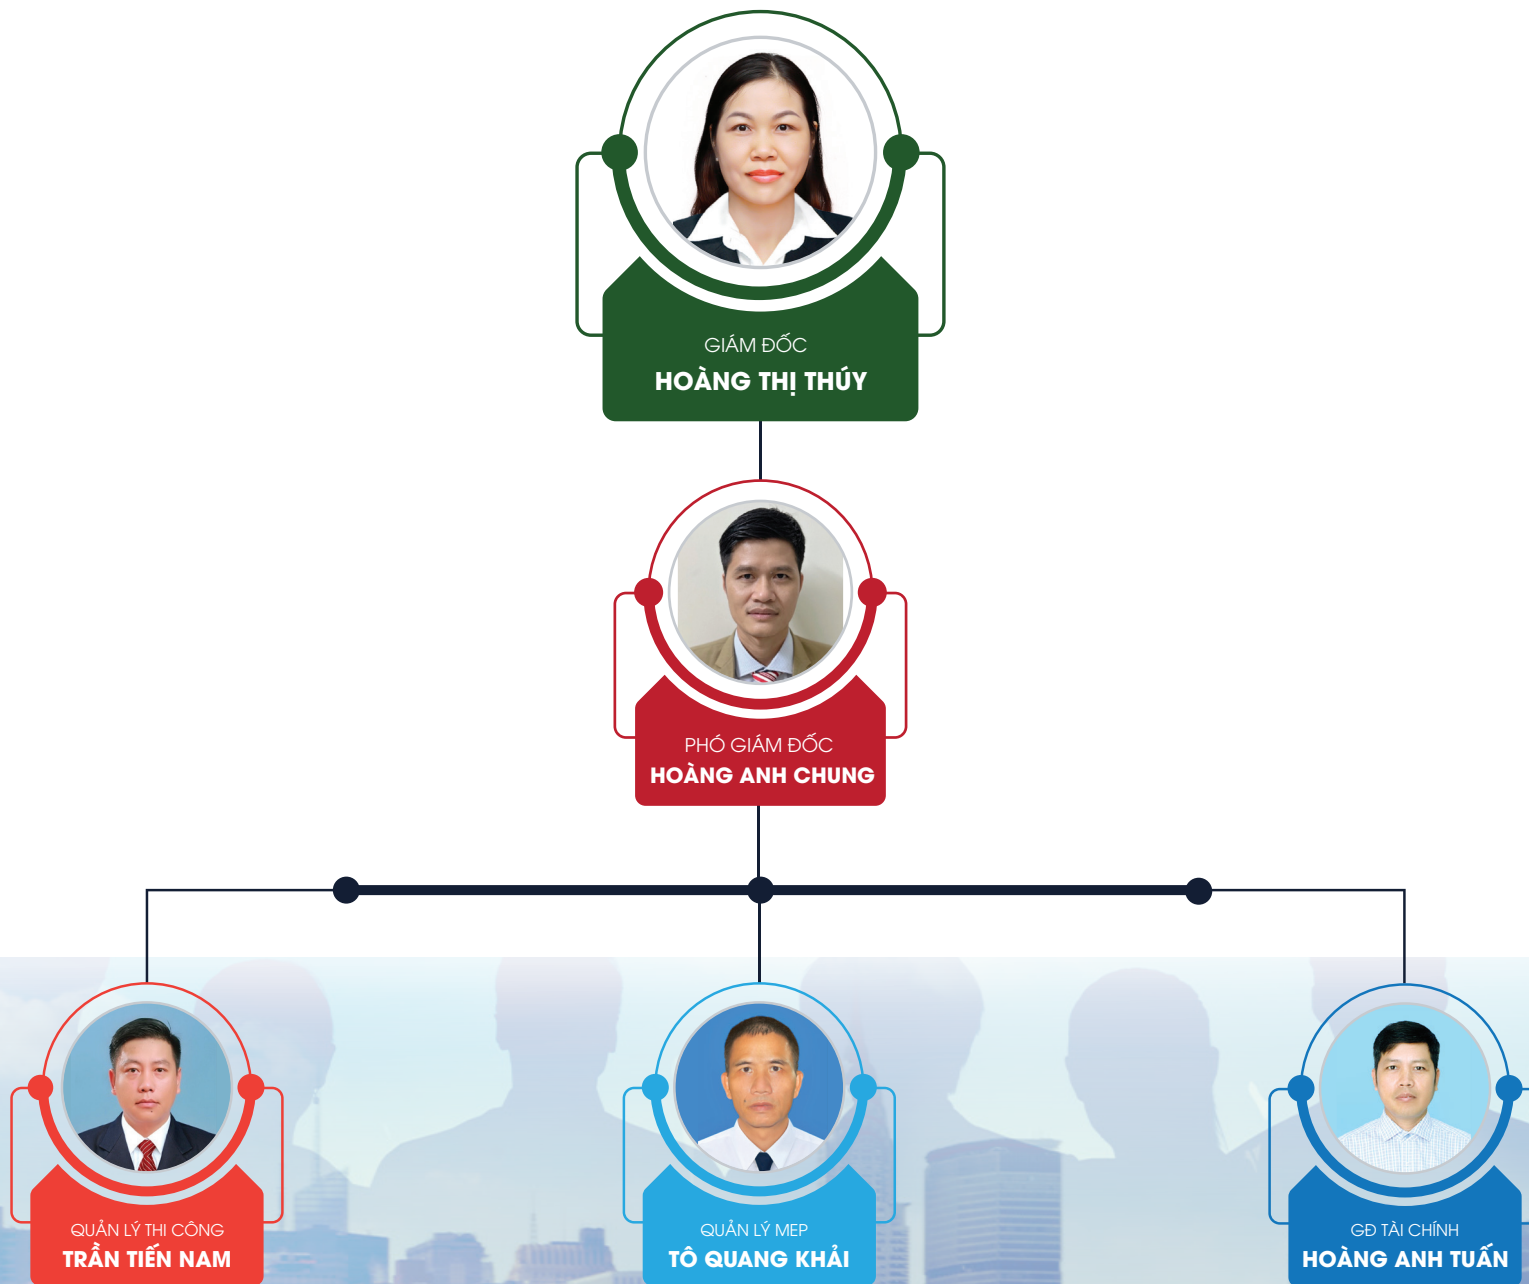 GIÁM ĐỐC
HOÀNG THỊ THÚY
PHÓ GIÁM ĐỐC
HOÀNG ANH CHUNG
QUẢN LÝ THI CÔNG
TRẦN TIẾN NAM
QUẢN LÝ MEP
TÔ QUANG KHẢI
GĐ TÀI CHÍNH
HOÀNG ANH TUẤN